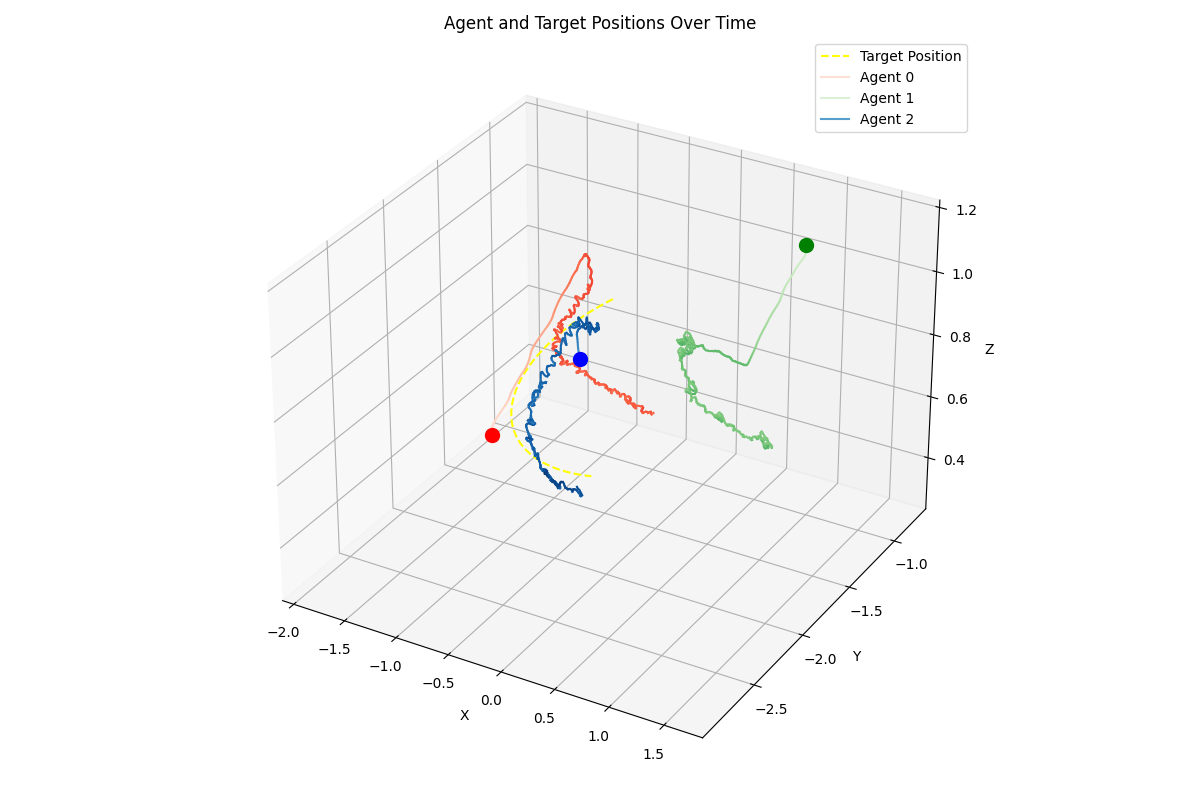 Agent and Target Positions Over Time
Target Position
Agent 0
Agent 1
Agent 2
1.2
1.0
Z
0.8
0.6
0.4
−1.0
−1.5
−2.0
Y
−2.5
−2.0
−1.5
−1.0
−0.5
0.0
X
0.5
1.0
1.5